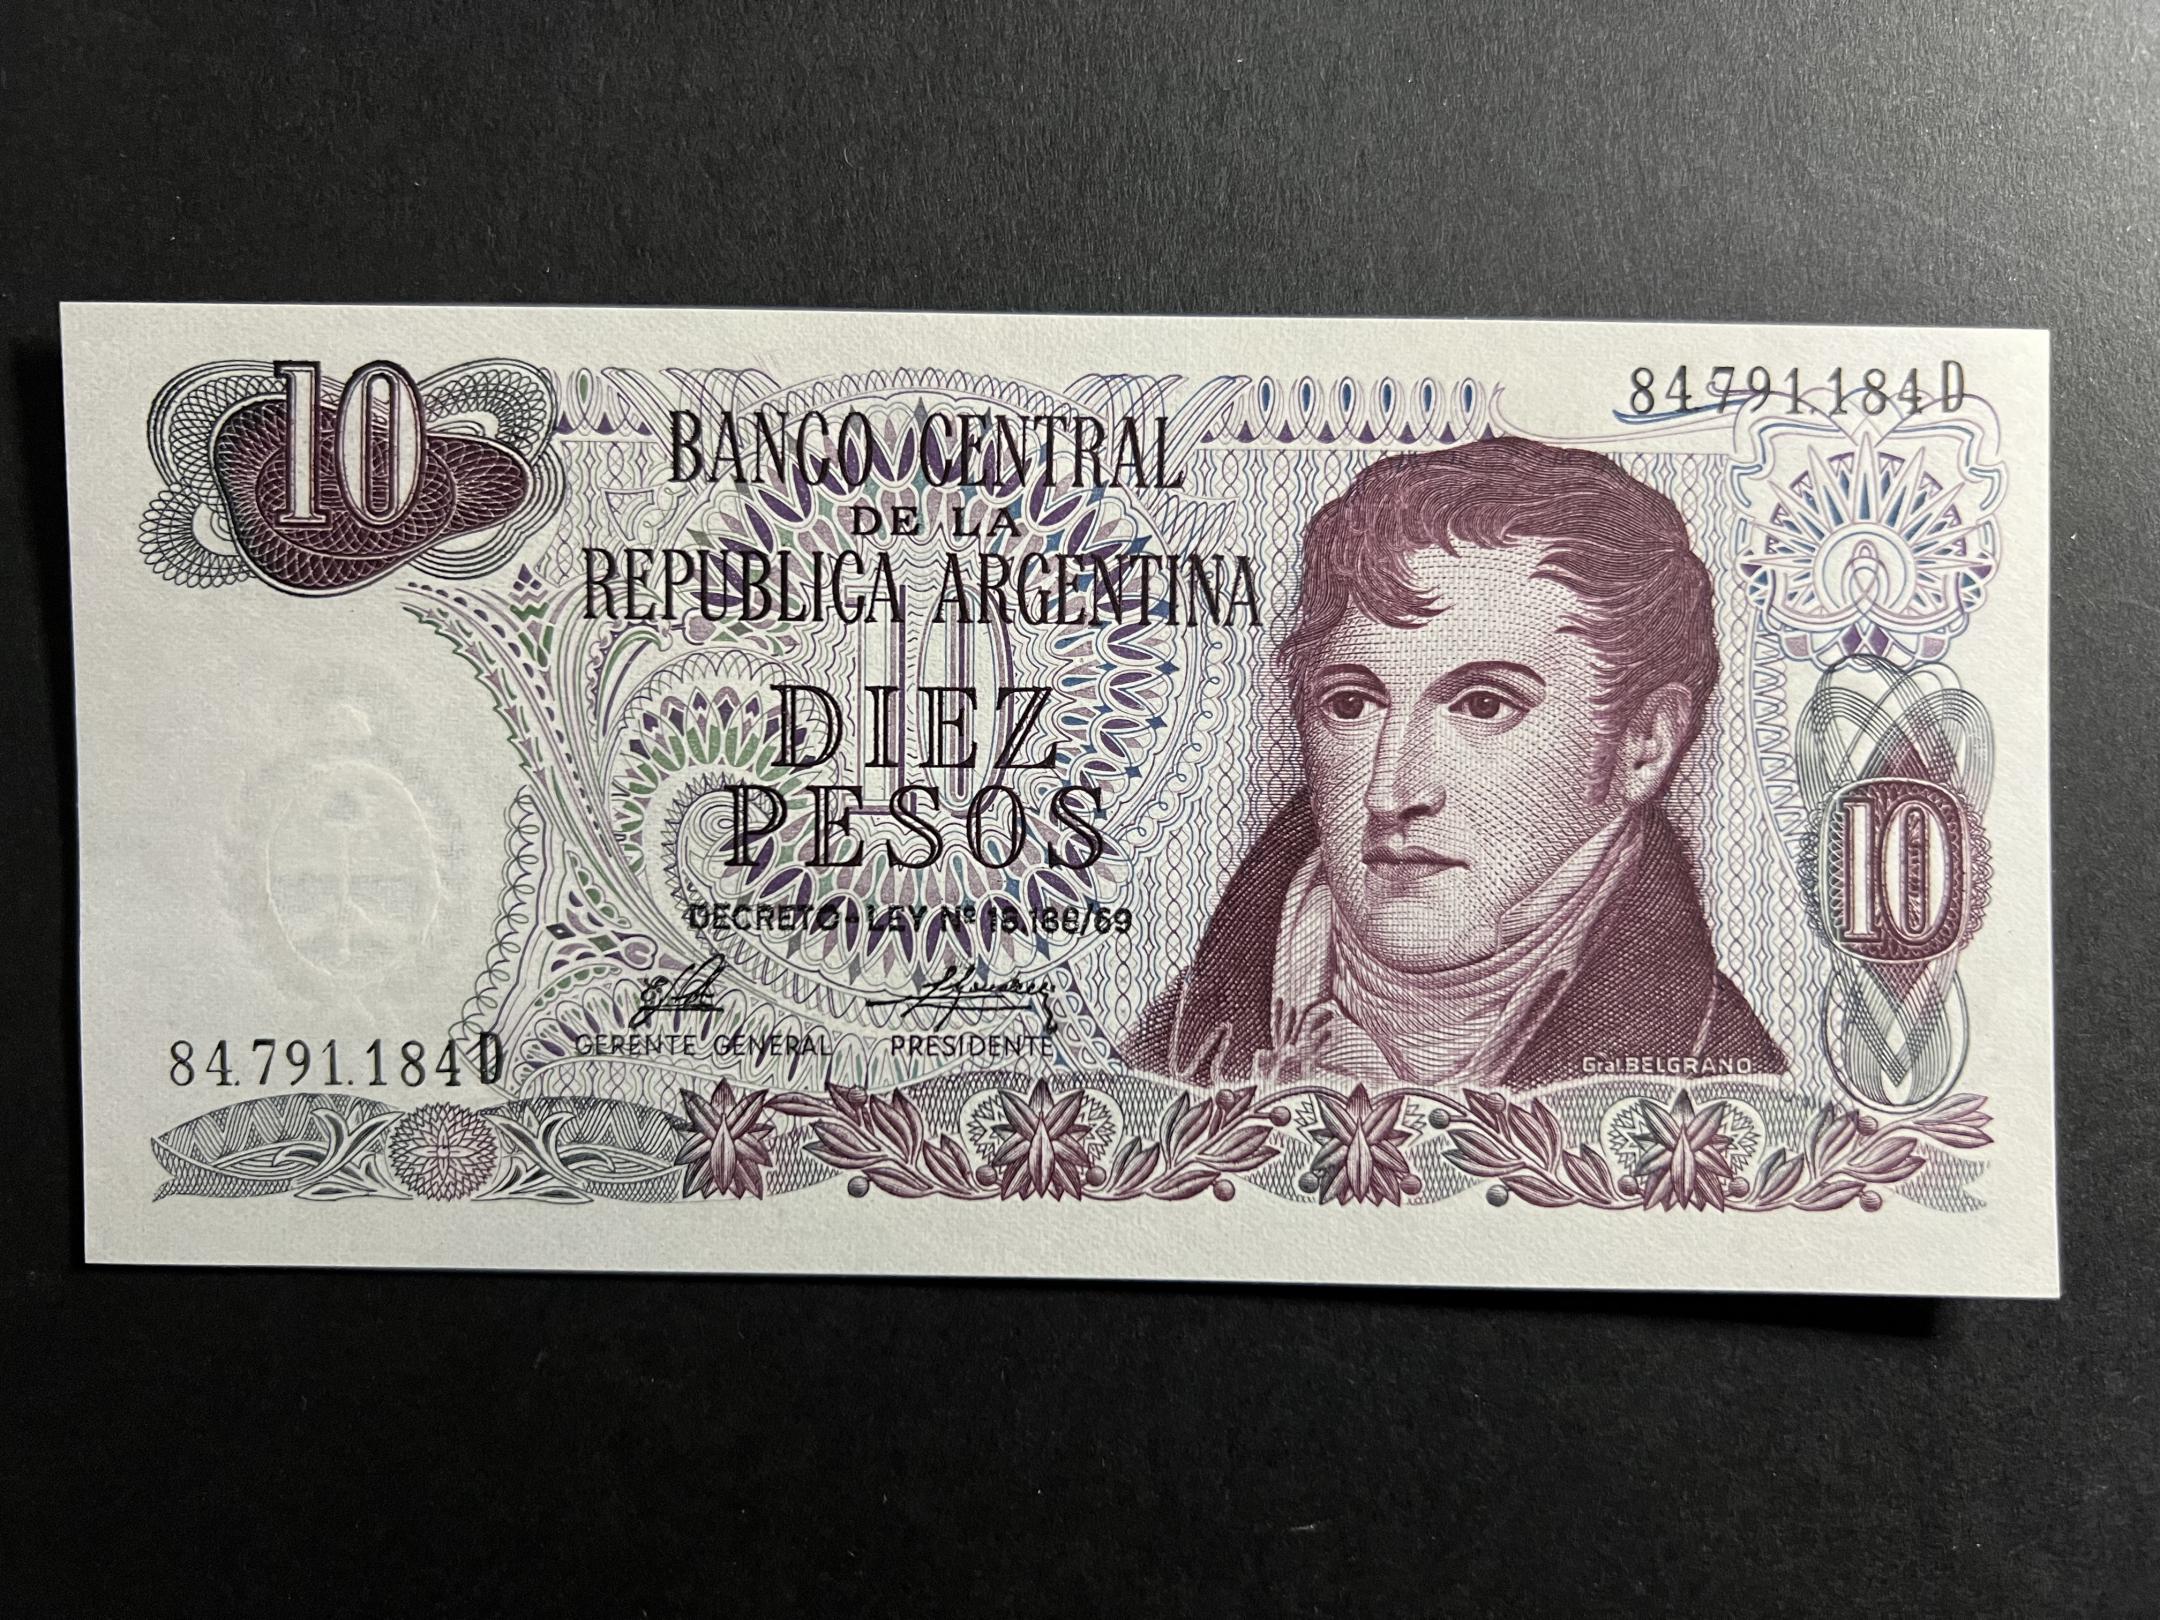 10
84.791.184D
BANCO CENTRAL
DE LA
REPUBLICA ARGENTINA
10
DIEZ
PESOS
DECRETO-LEY Nº 18.188/69
10
GERENTE GENERAL PRESIDENTE
84.791.184D
Gral.BELGRANO